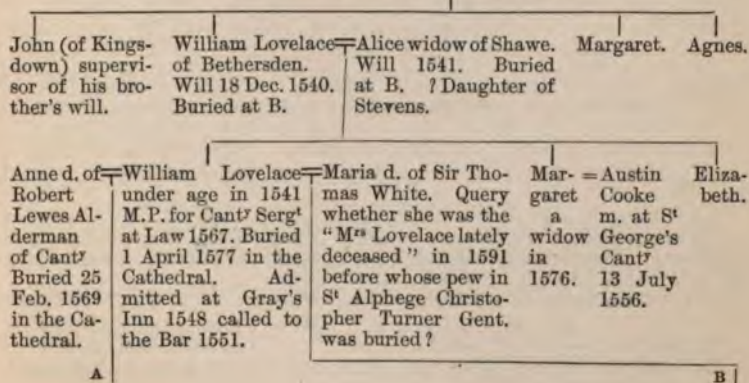 John (of Kings-
down) supervi-
sor of his bro-
ther's will.
William Lovelace
of Bethersden.
Will 18 Dec. 1540.
Buried at B.
Alice widow of Shawe.
Will 1541. Buried
at B. ? Daughter of
Stevens.
Margaret.
Agnes.
Anne d. of
Robert
Lewes Al-
derman
of Canty
Buried 25
Feb. 1569
in the Ca-
thedral.
William Lovelace
under age in 1541
M.P. for Canty Sergt
at Law 1567. Buried
1 April 1577 in the
Cathedral. Ad-
mitted at Gray's
Inn 1548 called to
the Bar 1551.
Maria d. of Sir Tho-
mas White. Query
whether she was the
"Mrs Lovelace lately
deceased" in 1591
before whose pew in
St Alphege Christo-
pher Turner Gent.
was buried?
Mar-
garet
a
widow
in
1576.
= Austin
Cooke
m. at St
George's
Canty
13 July
1556.
Eliza-
beth.
A
B